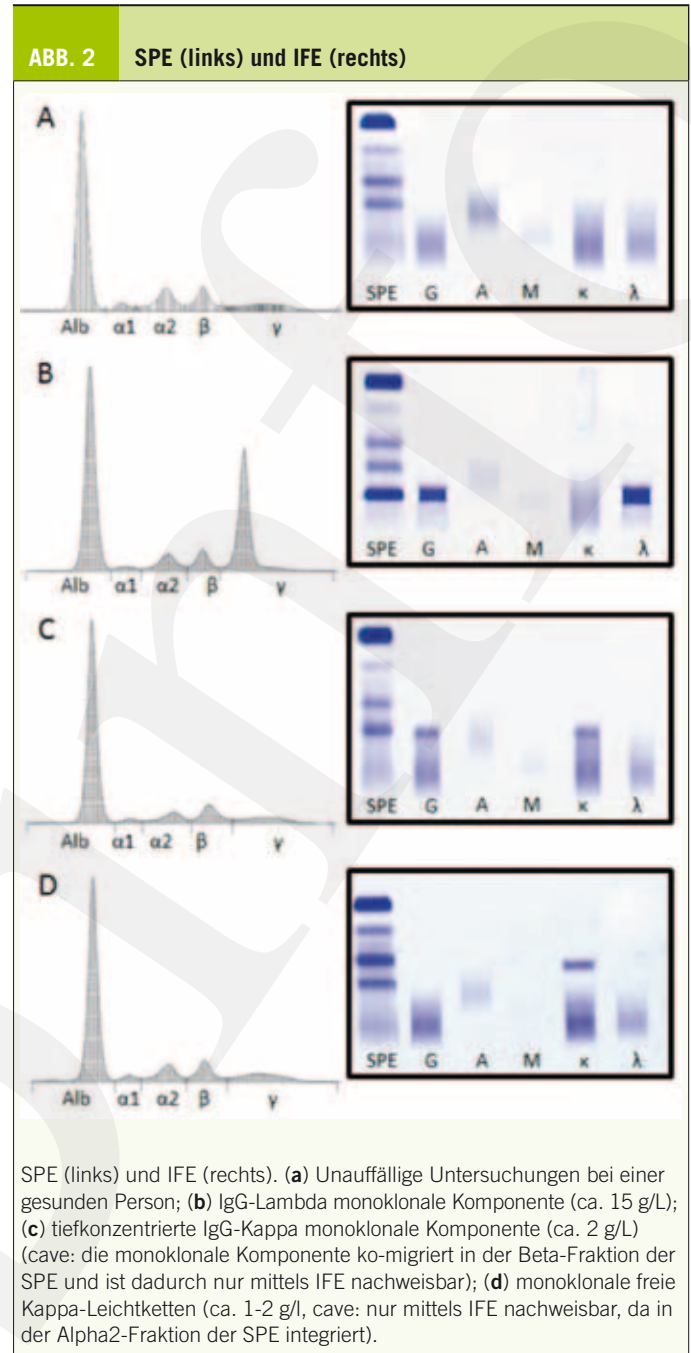 ABB. 2 SPE (links) und IFE (rechts)
A
Alb α1 α2 β γ
SPE G A M κ λ
B
Alb α1 α2 β γ
SPE G A M κ λ
C
Alb α1 α2 β γ
SPE G A M κ λ
D
Alb α1 α2 β γ
SPE G A M κ λ
SPE (links) und IFE (rechts). (a) Unauffällige Untersuchungen bei einer
gesunden Person; (b) IgG-Lambda monoklonale Komponente (ca. 15 g/L);
(c) tiefkonzentrierte IgG-Kappa monoklonale Komponente (ca. 2 g/L)
(cave: die monoklonale Komponente ko-migriert in der Beta-Fraktion der
SPE und ist dadurch nur mittels IFE nachweisbar); (d) monoklonale freie
Kappa-Leichtketten (ca. 1-2 g/l, cave: nur mittels IFE nachweisbar, da in
der Alpha2-Fraktion der SPE integriert).